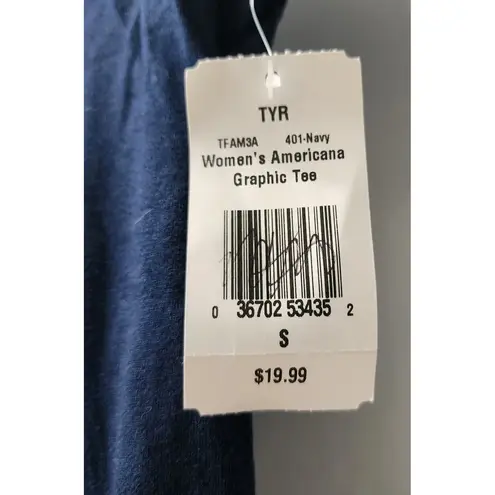 TYR
TFAM3A 401-Navy
Women's Americana
Graphic Tee
0 36702 53435 2
S
$19.99